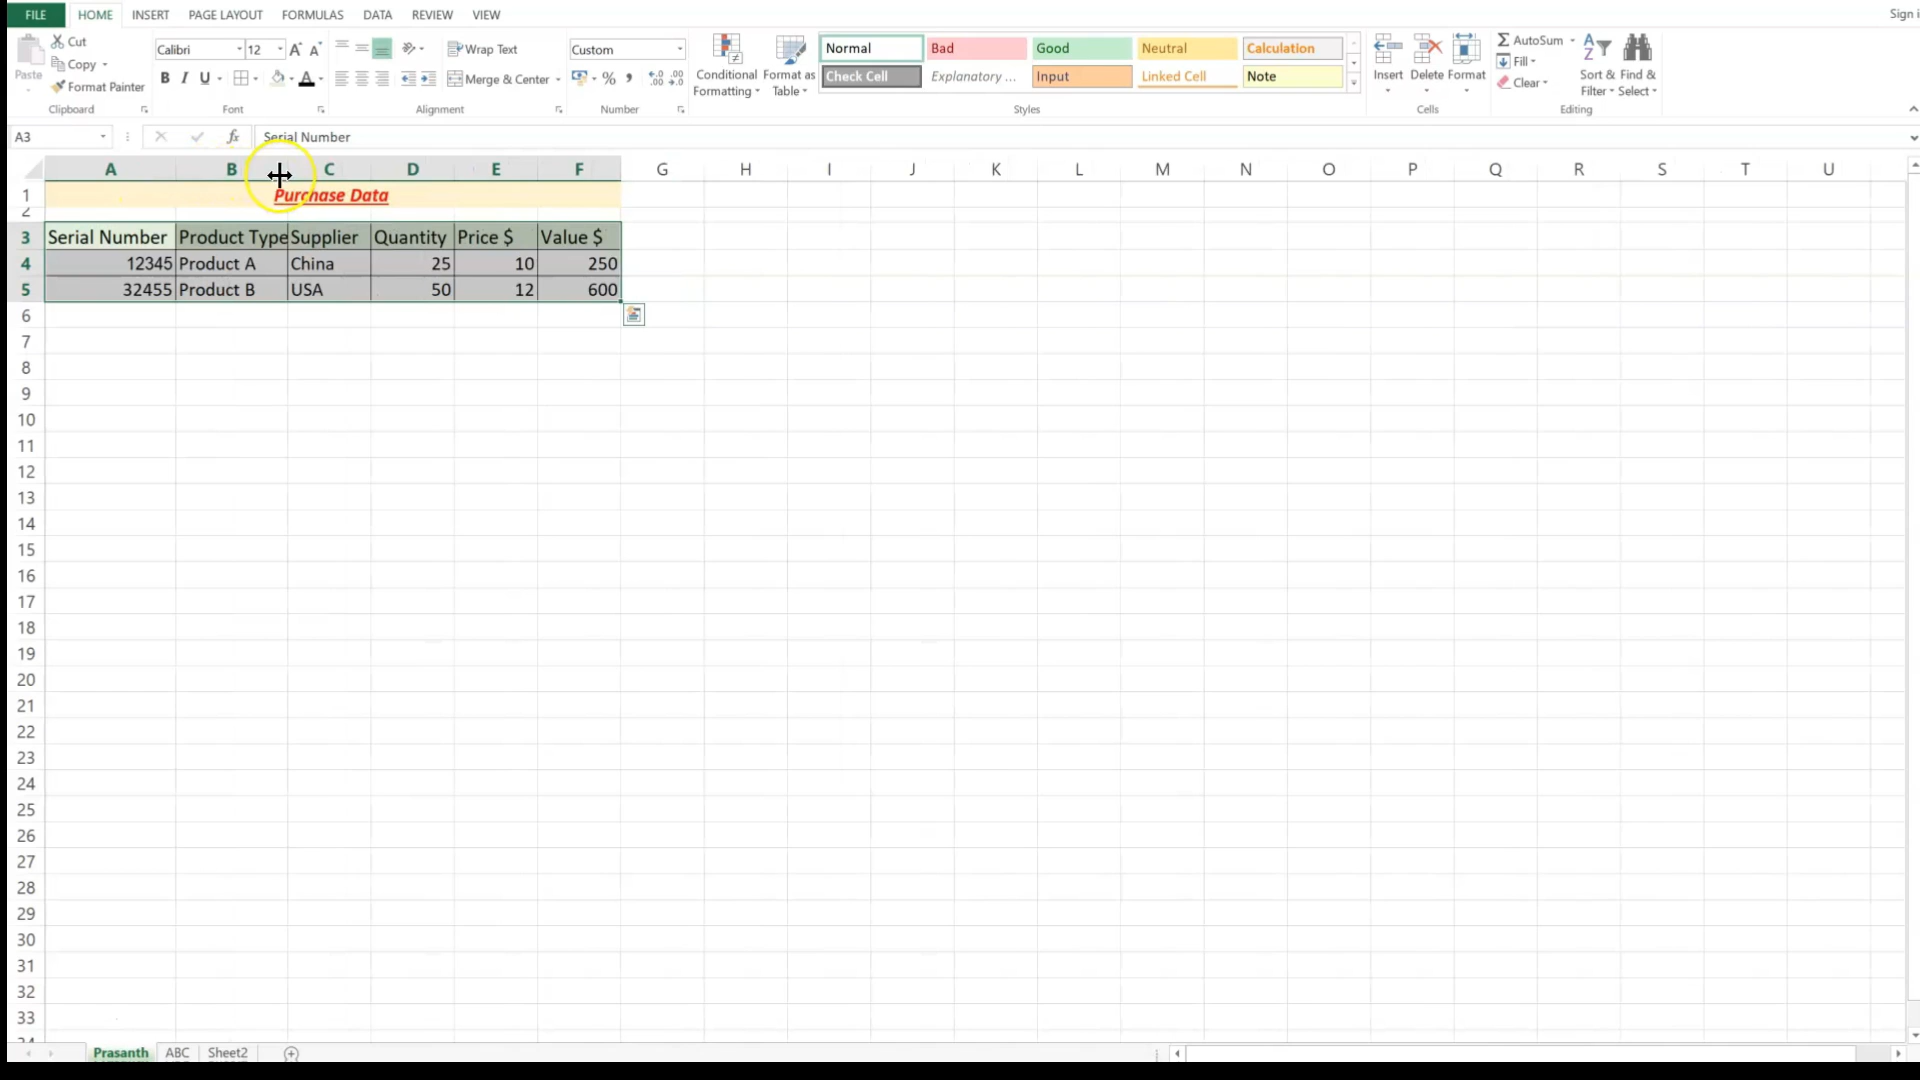 FILE HOME INSERT PAGE LAYOUT FORMULAS DATA REVIEW VIEW Sign i
Cut Calibri 12 A A Wrap Text Custom Normal Bad Good Neutral Calculation AutoSum
Paste Copy Fill
Format Painter B I U A Merge & Center % Conditional Formatting Format as Table Check Cell Explanatory ... Input Linked Cell Note Insert Delete Format Clear Sort & Filter Find & Select
Clipboard Font Alignment Number Styles Cells Editing
A3 fx Serial Number
A B C D E F G H I J K L M N O P Q R S T U
1 Purchase Data
2
3 Serial Number Product Type Supplier Quantity Price $ Value $
4 12345 Product A China 25 10 250
5 32455 Product B USA 50 12 600
6
7
8
9
10
11
12
13
14
15
16
17
18
19
20
21
22
23
24
25
26
27
28
29
30
31
32
33
34
Prasanth ABC Sheet2